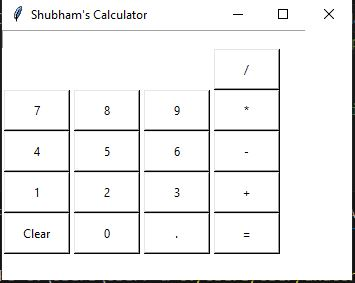 Shubham's Calculator
/
7 8 9 *
4 5 6 -
1 2 3 +
Clear 0 . =